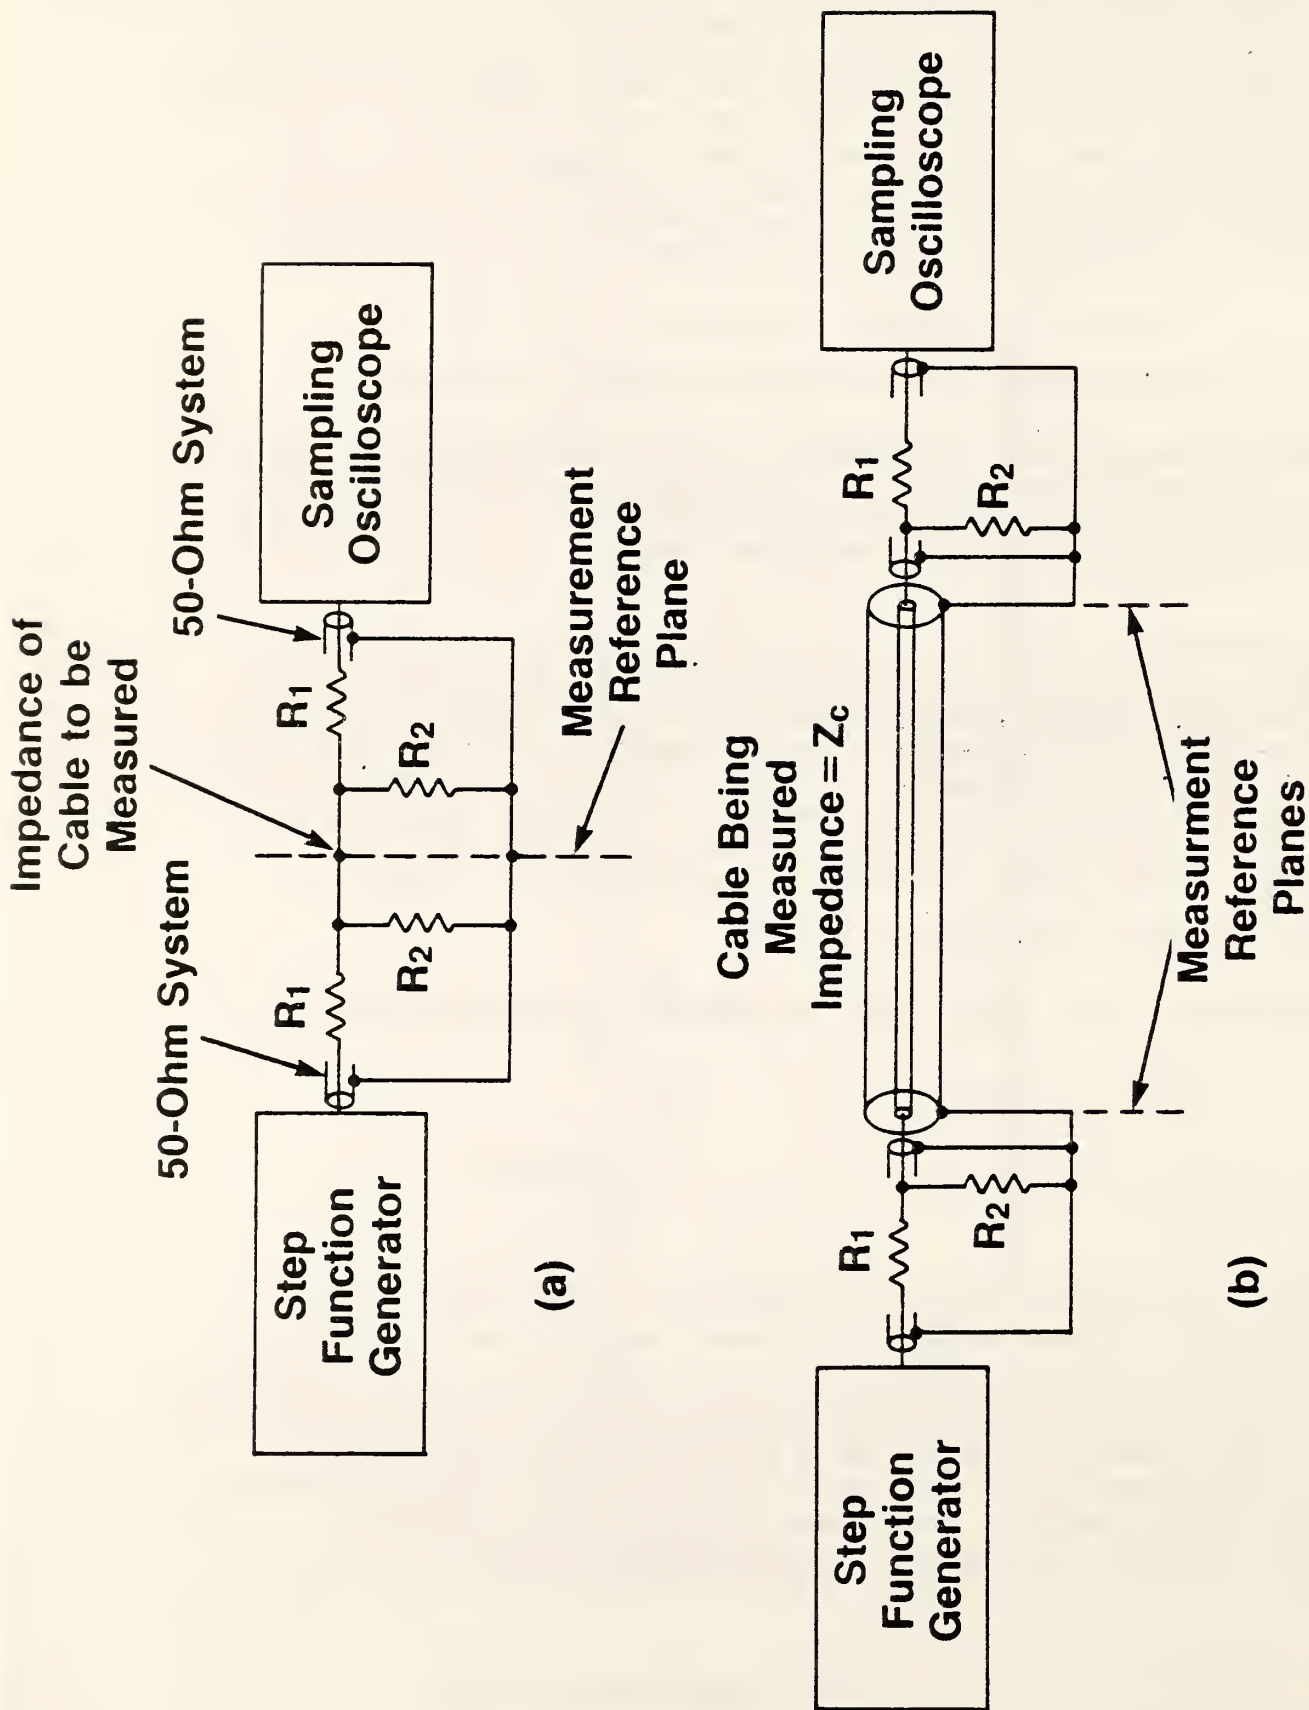 Impedance of
Cable to be
Measured
50-Ohm System
50-Ohm System
Step
Function
Generator
R1
R2
R2
R1
Sampling
Oscilloscope
Measurement
Reference
Plane
(a)
Cable Being
Measured
Impedance = Zc
Step
Function
Generator
R1
R2
R1
R2
Sampling
Oscilloscope
Measurment
Reference
Planes
(b)